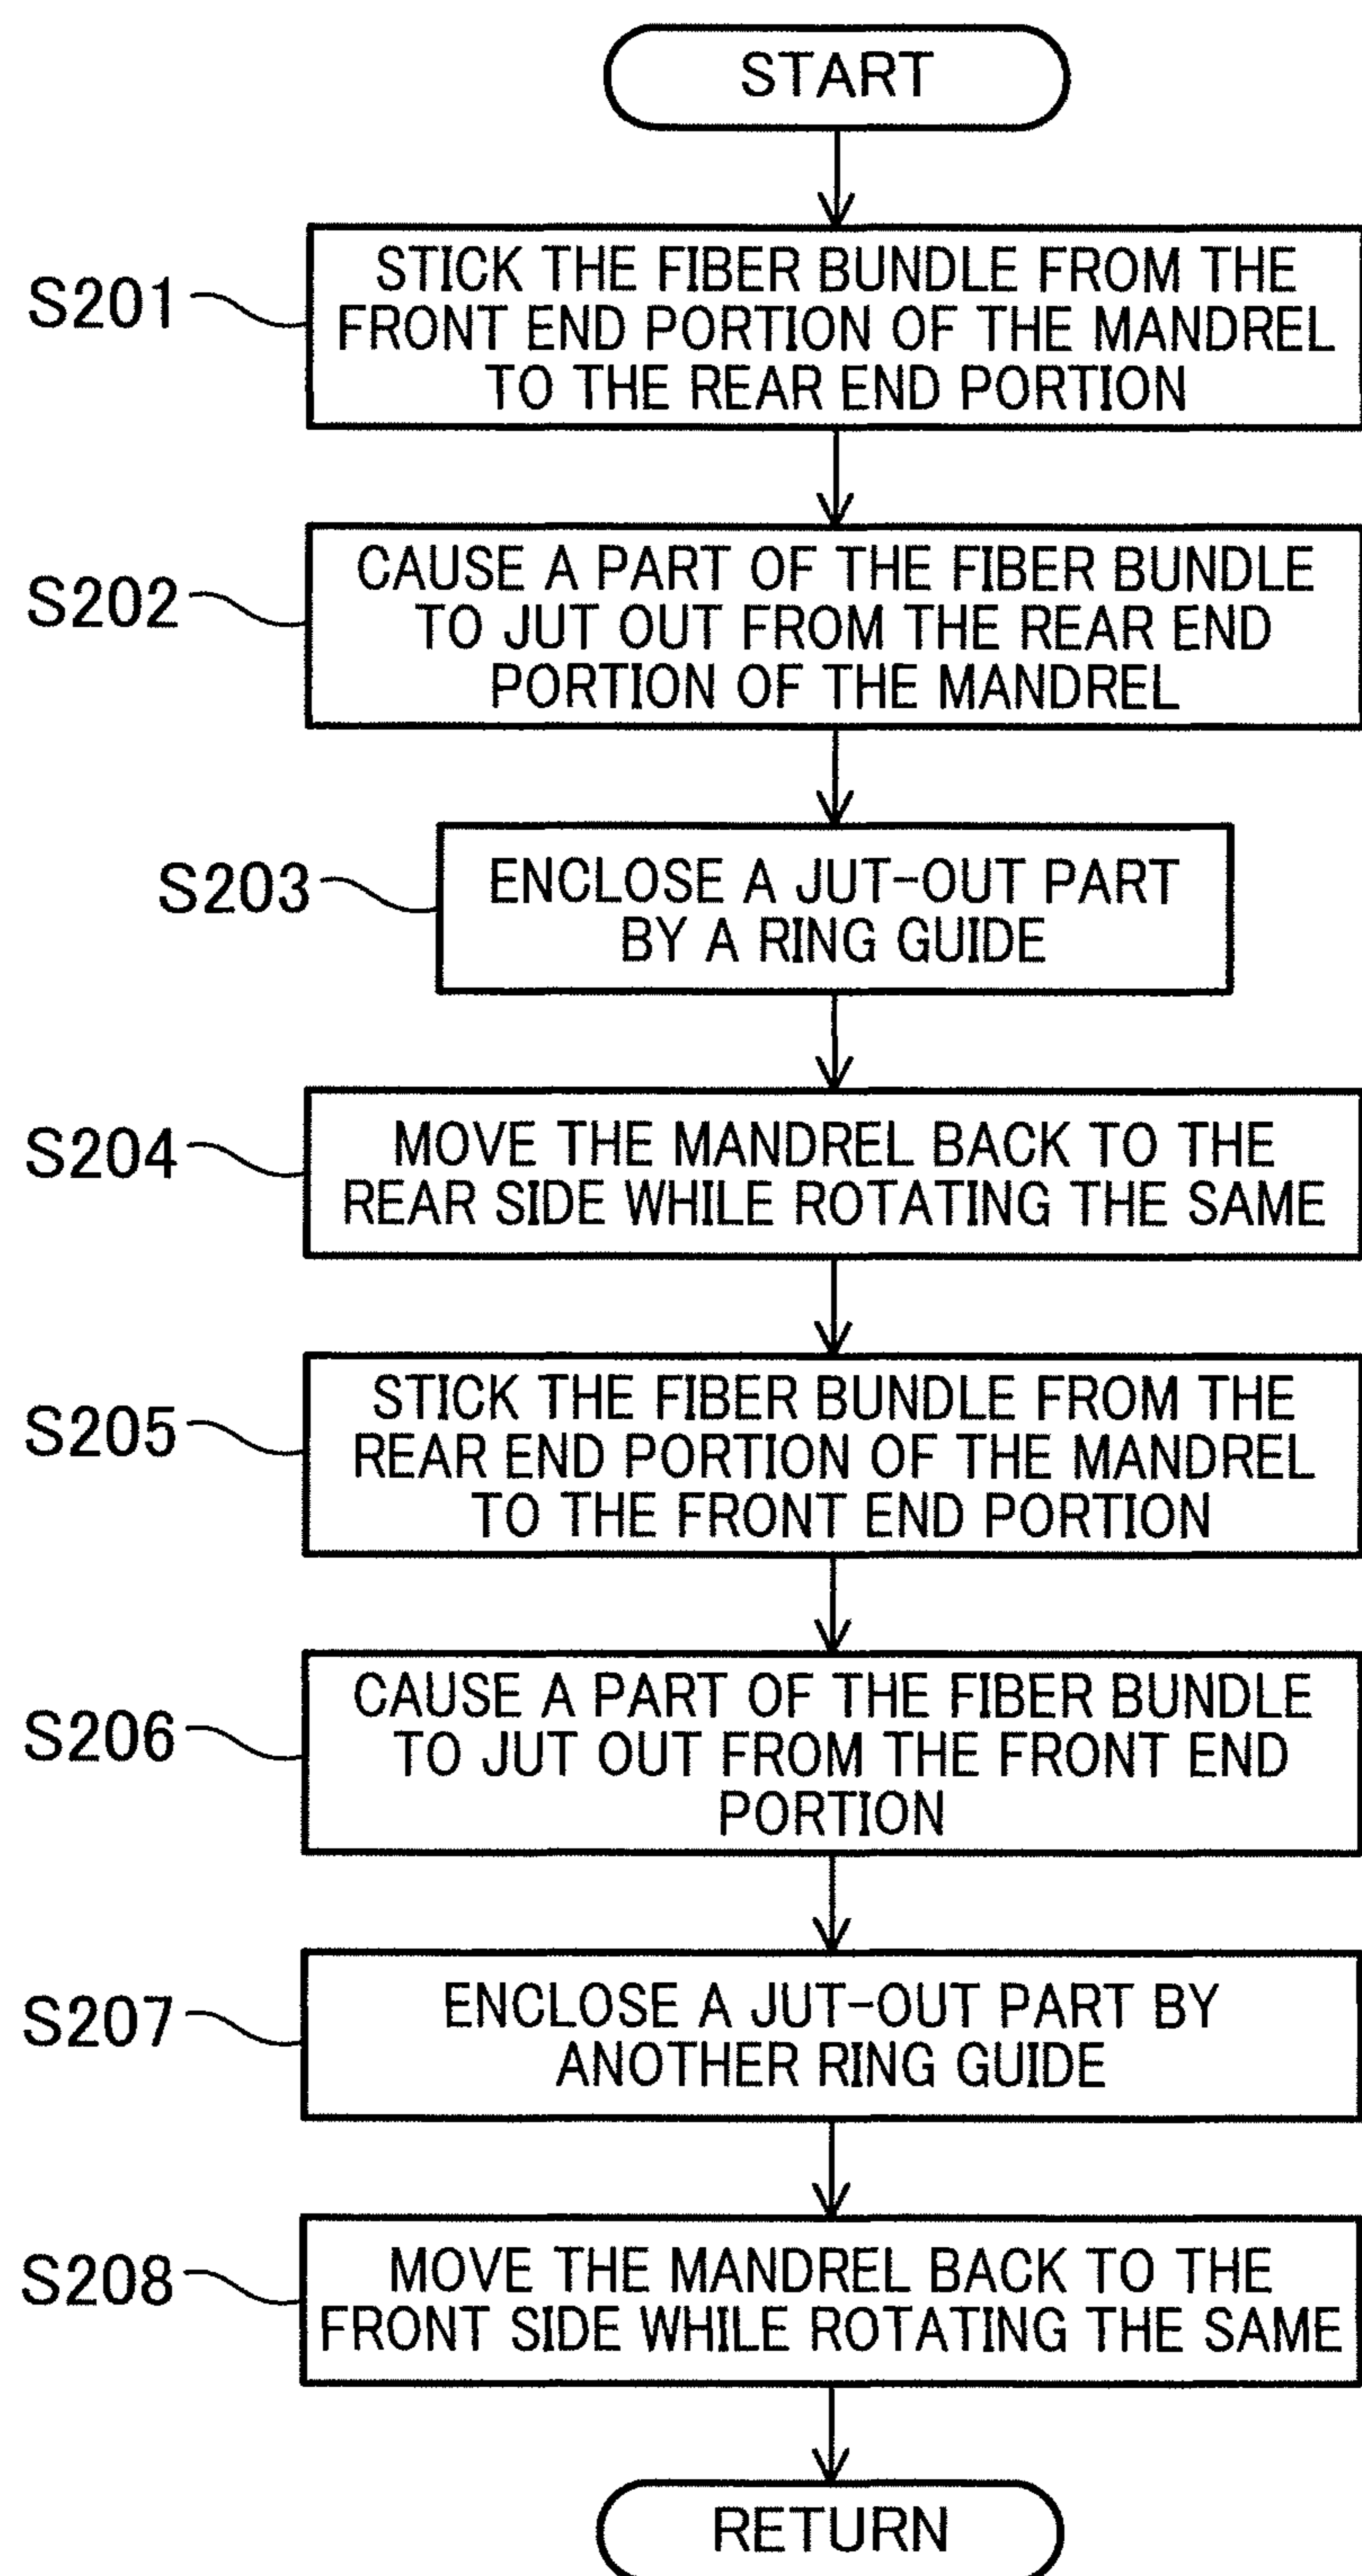 START
S201
STICK THE FIBER BUNDLE FROM THE
FRONT END PORTION OF THE MANDREL
TO THE REAR END PORTION
S202
CAUSE A PART OF THE FIBER BUNDLE
TO JUT OUT FROM THE REAR END
PORTION OF THE MANDREL
S203
ENCLOSE A JUT-OUT PART
BY A RING GUIDE
S204
MOVE THE MANDREL BACK TO THE
REAR SIDE WHILE ROTATING THE SAME
S205
STICK THE FIBER BUNDLE FROM THE
REAR END PORTION OF THE MANDREL
TO THE FRONT END PORTION
S206
CAUSE A PART OF THE FIBER BUNDLE
TO JUT OUT FROM THE FRONT END
PORTION
S207
ENCLOSE A JUT-OUT PART BY
ANOTHER RING GUIDE
S208
MOVE THE MANDREL BACK TO THE
FRONT SIDE WHILE ROTATING THE SAME
RETURN